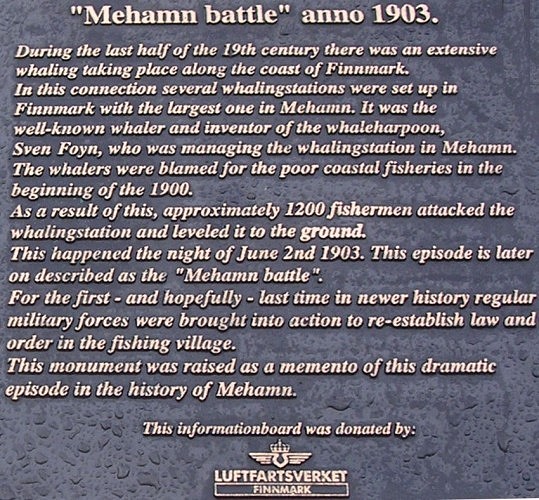 "Mehamn battle" anno 1903.
During the last half of the 19th century there was an extensive
whaling taking place along the coast of Finnmark.
In this connection several whalingstations were set up in
Finnmark with the largest one in Mehamn. It was the
well-known whaler and inventor of the whaleharpoon,
Sven Foyn, who was managing the whalingstation in Mehamn.
The whalers were blamed for the poor coastal fisheries in the
beginning of the 1900.
As a result of this, approximately 1200 fishermen attacked the
whalingstation and leveled it to the ground.
This happened the night of June 2nd 1903. This episode is later
on described as the "Mehamn battle".
For the first - and hopefully - last time in newer history regular
military forces were brought into action to re-establish law and
order in the fishing village.
This monument was raised as a memento of this dramatic
episode in the history of Mehamn.
This informationboard was donated by:
LUFTFARTSVERKET
FINNMARK